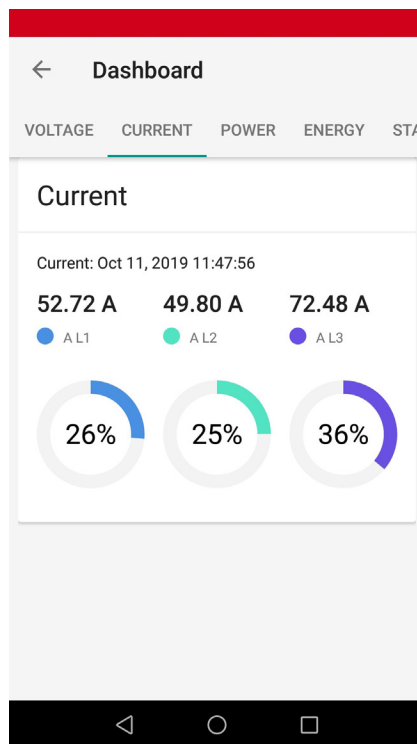 Dashboard
VOLTAGE CURRENT POWER ENERGY STA
Current
Current: Oct 11, 2019 11:47:56
52.72 A 49.80 A 72.48 A
A L1 A L2 A L3
26% 25% 36%